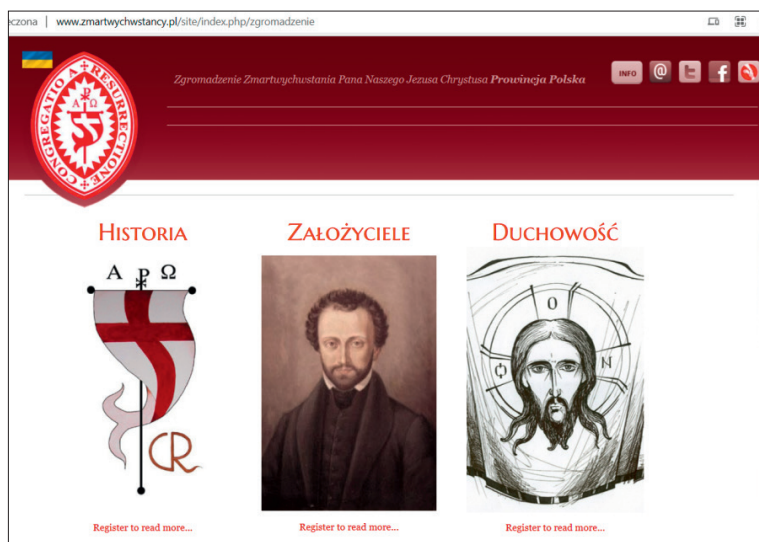 eczona | www.zmartwychwstancy.pl/site/index.php/zgromadzenie
CONGREGATIO A RESURRECTIONE
Α Ω
Zgromadzenie Zmartwychwstania Pana Naszego Jezusa Chrystusa Prowincja Polska
INFO @ t f
HISTORIA
ZAŁOŻYCIELE
DUCHOWOŚĆ
Α Ρ Ω
CR
Ο Ν
Register to read more...
Register to read more...
Register to read more...